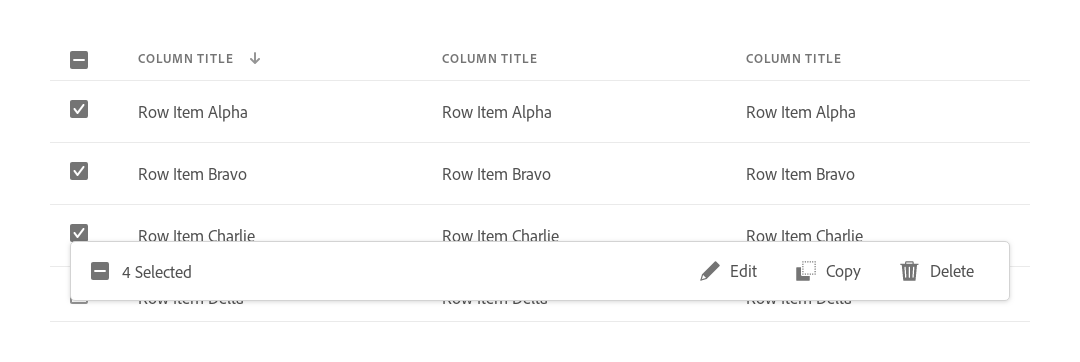 COLUMN TITLE COLUMN TITLE COLUMN TITLE
Row Item Alpha Row Item Alpha Row Item Alpha
Row Item Bravo Row Item Bravo Row Item Bravo
Row Item Charlie Row Item Charlie Row Item Charlie
4 Selected Edit Copy Delete
Row Item Delta Row Item Delta Row Item Delta